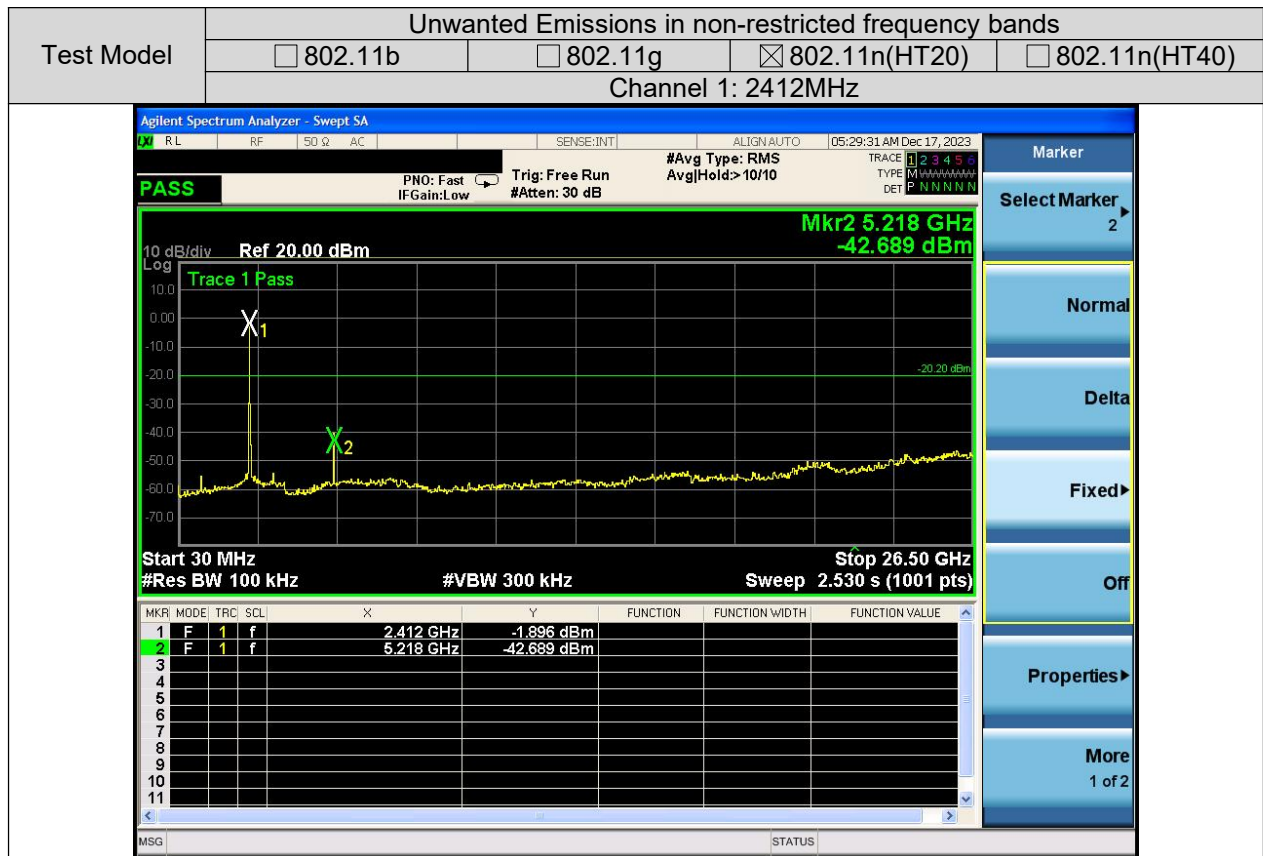 Test Model
Unwanted Emissions in non-restricted frequency bands
☐ 802.11b ☐ 802.11g ☒ 802.11n(HT20) ☐ 802.11n(HT40)
Channel 1: 2412MHz
Agilent Spectrum Analyzer - Swept SA
LXI RL RF 50 Ω AC SENSE:INT ALIGN AUTO 05:29:31 AM Dec 17, 2023
PASS
PNO: Fast
IFGain:Low
Trig: Free Run
#Atten: 30 dB
#Avg Type: RMS
Avg|Hold:>10/10
TRACE 1 2 3 4 5 6
TYPE M WWWWW
DET P N N N N N
Mkr2 5.218 GHz
-42.689 dBm
10 dB/div Ref 20.00 dBm
Log
Trace 1 Pass
10.0
0.00
1
-10.0
-20.0
-20.20 dBm
-30.0
-40.0
2
-50.0
-60.0
-70.0
Start 30 MHz Stop 26.50 GHz
#Res BW 100 kHz #VBW 300 kHz Sweep 2.530 s (1001 pts)
MKR MODE TRC SCL X Y FUNCTION FUNCTION WIDTH FUNCTION VALUE
1 F 1 f 2.412 GHz -1.896 dBm
2 F 1 f 5.218 GHz -42.689 dBm
3
4
5
6
7
8
9
10
11
MSG STATUS
Marker
Select Marker
2
Normal
Delta
Fixed
Off
Properties
More
1 of 2